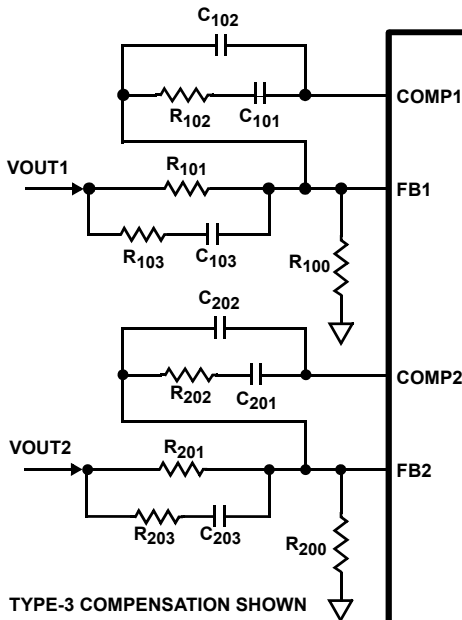 C102
COMP1
R102
C101
VOUT1
R101
FB1
R103
C103
R100
C202
COMP2
R202
C201
VOUT2
R201
FB2
R203
C203
R200
TYPE-3 COMPENSATION SHOWN